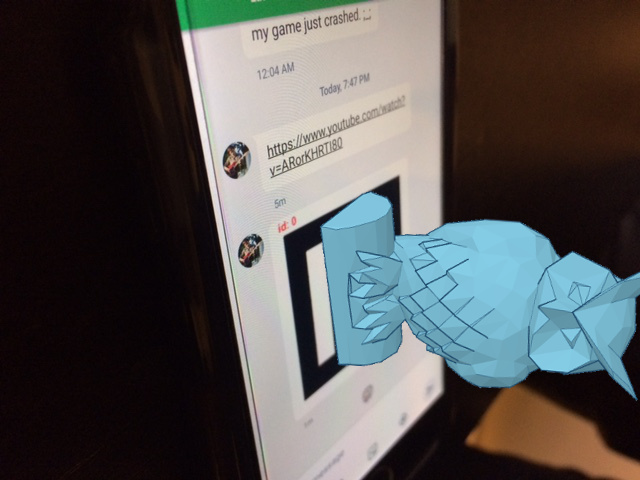 my game just crashed. ;_;
12:04 AM
Today, 7:47 PM
https://www.youtube.com/watch?
v=ARorKHRTI80
5m
id: 0